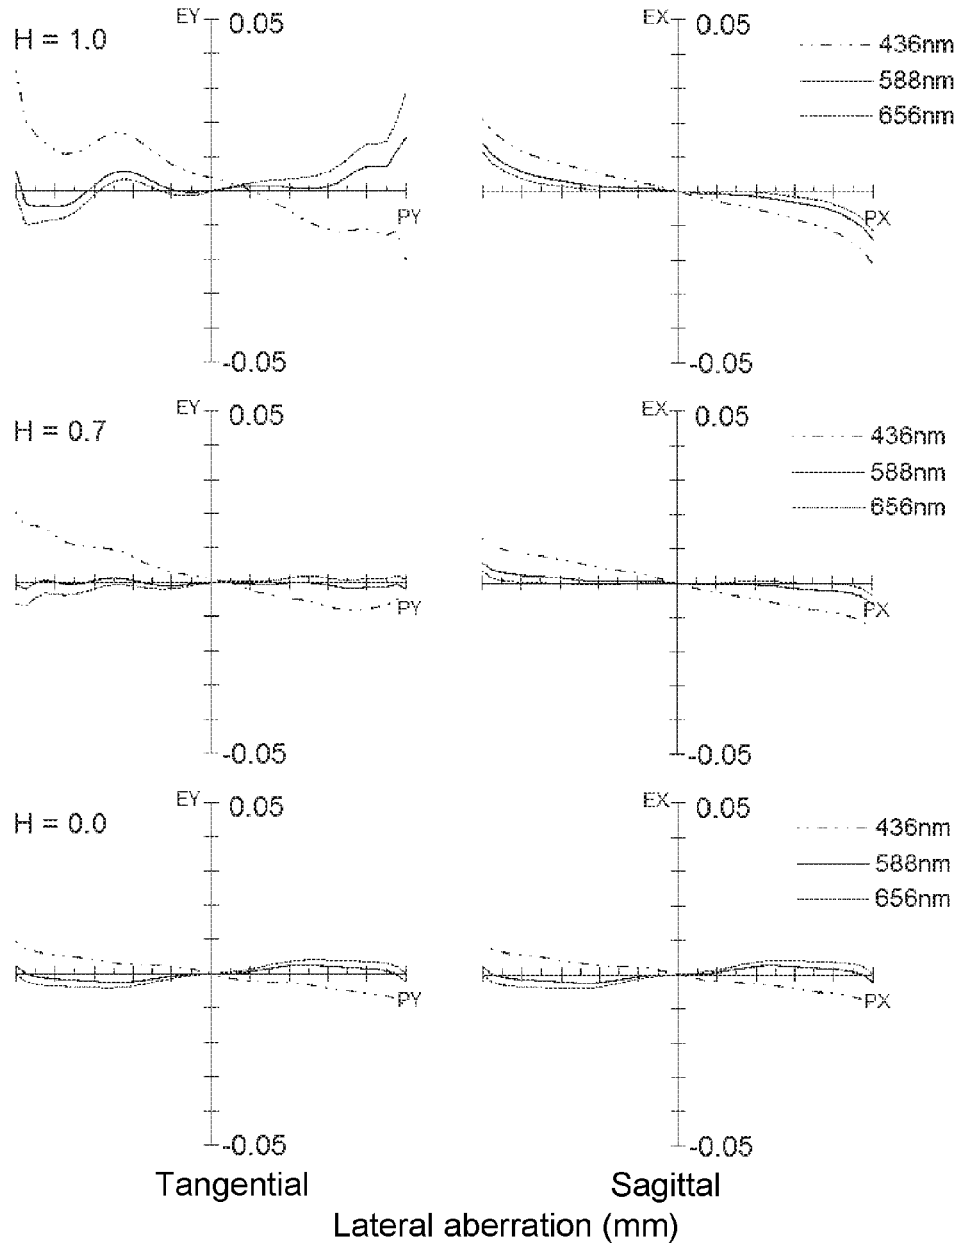 H = 1.0
EY
0.05
PY
-0.05
EX
0.05
PX
-0.05
436nm
588nm
656nm
H = 0.7
EY
0.05
PY
-0.05
EX
0.05
PX
-0.05
436nm
588nm
656nm
H = 0.0
EY
0.05
PY
-0.05
EX
0.05
PX
-0.05
436nm
588nm
656nm
Tangential
Sagittal
Lateral aberration (mm)